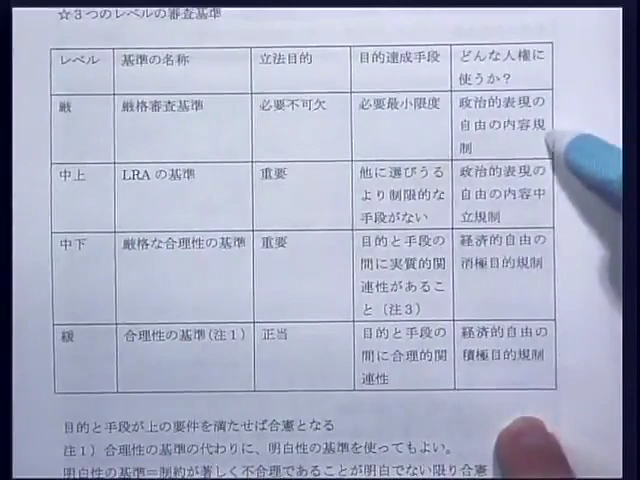 ☆３つのレベルの審査基準
レベル
基準の名称
立法目的
目的達成手段
どんな人権に
使うか？
厳
厳格審査基準
必要不可欠
必要最小限度
政治的表現の
自由の内容規
制
中上
LRAの基準
重要
他に選びうる
より制限的な
手段がない
政治的表現の
自由の内容中
立規制
中下
厳格な合理性の基準
重要
目的と手段の
間に実質的関
連性があるこ
と（注３）
経済的自由の
消極目的規制
緩
合理性の基準(注１)
正当
目的と手段の
間に合理的関
連性
経済的自由の
積極目的規制
目的と手段が上の要件を満たせば合憲となる
注１）合理性の基準の代わりに、明白性の基準を使ってもよい。
明白性の基準＝制約が著しく不合理であることが明白でない限り合憲